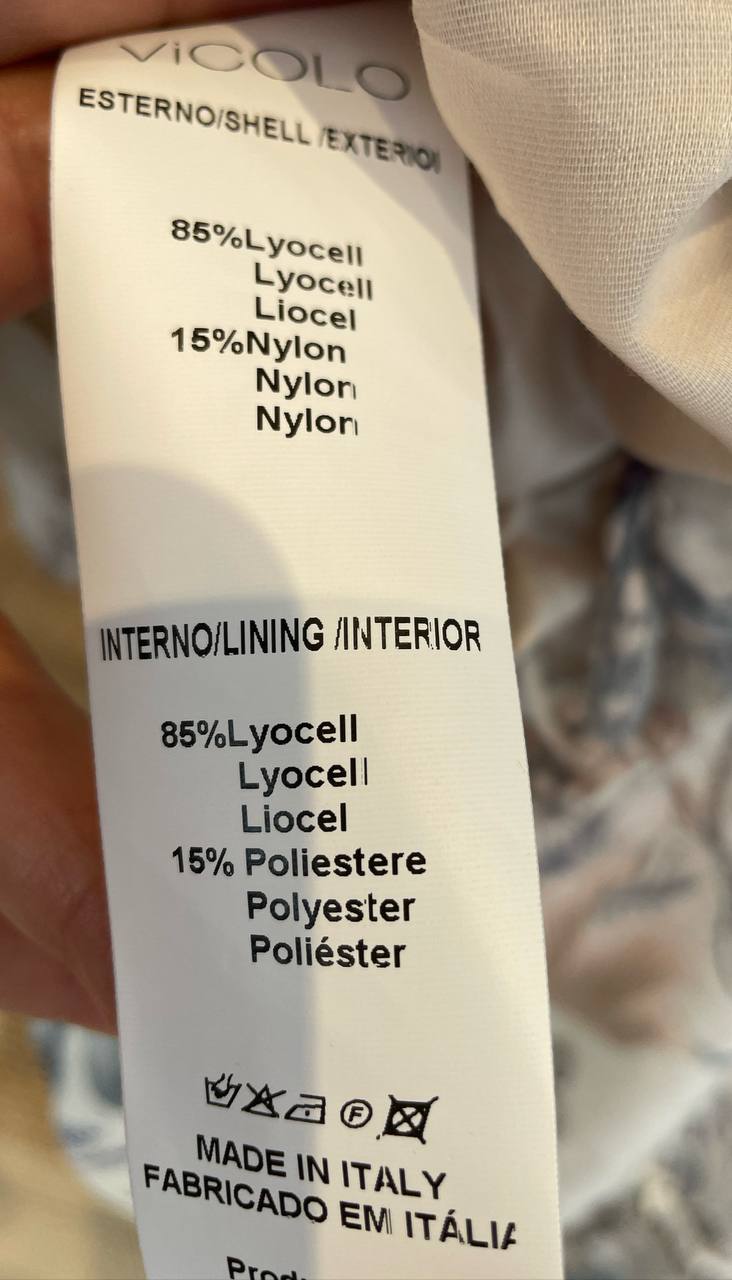 ViCOLO
ESTERNO/SHELL /EXTERIOR
85%Lyocell
Lyocell
Liocel
15%Nylon
Nylon
Nylon
INTERNO/LINING /INTERIOR
85%Lyocell
Lyocell
Liocel
15% Poliestere
Polyester
Poliéster
F
MADE IN ITALY
FABRICADO EM ITÁLIA